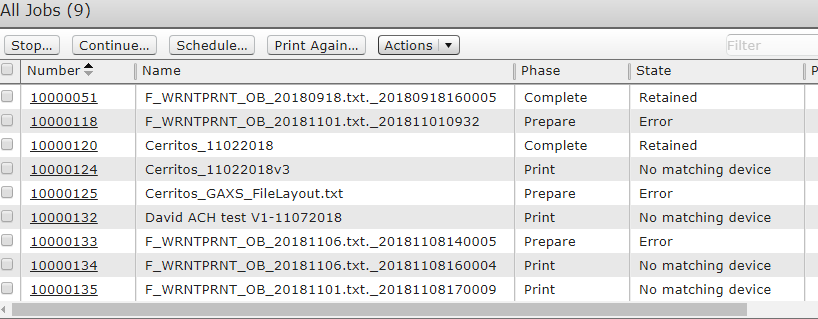 All Jobs (9)
Stop... Continue... Schedule... Print Again... Actions Filter
Number Name Phase State P
10000051 F_WRNTPRNT_OB_20180918.txt._20180918160005 Complete Retained
10000118 F_WRNTPRNT_OB_20181101.txt._201811010932 Prepare Error
10000120 Cerritos_11022018 Complete Retained
10000124 Cerritos_11022018v3 Print No matching device
10000125 Cerritos_GAXS_FileLayout.txt Prepare Error
10000132 David ACH test V1-11072018 Print No matching device
10000133 F_WRNTPRNT_OB_20181106.txt._20181108140005 Prepare Error
10000134 F_WRNTPRNT_OB_20181106.txt._20181108160004 Print No matching device
10000135 F_WRNTPRNT_OB_20181101.txt._20181108170009 Print No matching device